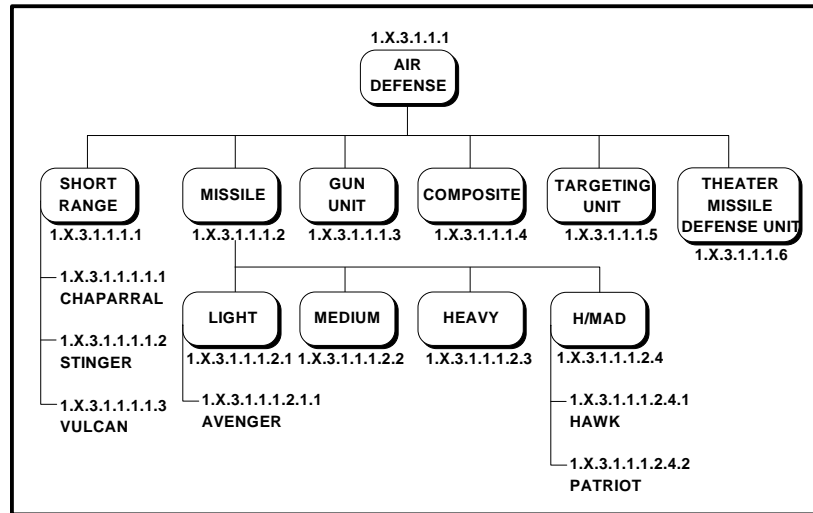 1.X.3.1.1.1
AIR
DEFENSE
SHORT
RANGE
1.X.3.1.1.1.1
MISSILE
1.X.3.1.1.1.2
GUN
UNIT
1.X.3.1.1.1.3
COMPOSITE
1.X.3.1.1.1.4
TARGETING
UNIT
1.X.3.1.1.1.5
THEATER
MISSILE
DEFENSE UNIT
1.X.3.1.1.1.6
1.X.3.1.1.1.1.1
CHAPARRAL
1.X.3.1.1.1.1.2
STINGER
1.X.3.1.1.1.1.3
VULCAN
LIGHT
1.X.3.1.1.1.2.1
MEDIUM
1.X.3.1.1.1.2.2
HEAVY
1.X.3.1.1.1.2.3
H/MAD
1.X.3.1.1.1.2.4
1.X.3.1.1.1.2.1.1
AVENGER
1.X.3.1.1.1.2.4.1
HAWK
1.X.3.1.1.1.2.4.2
PATRIOT